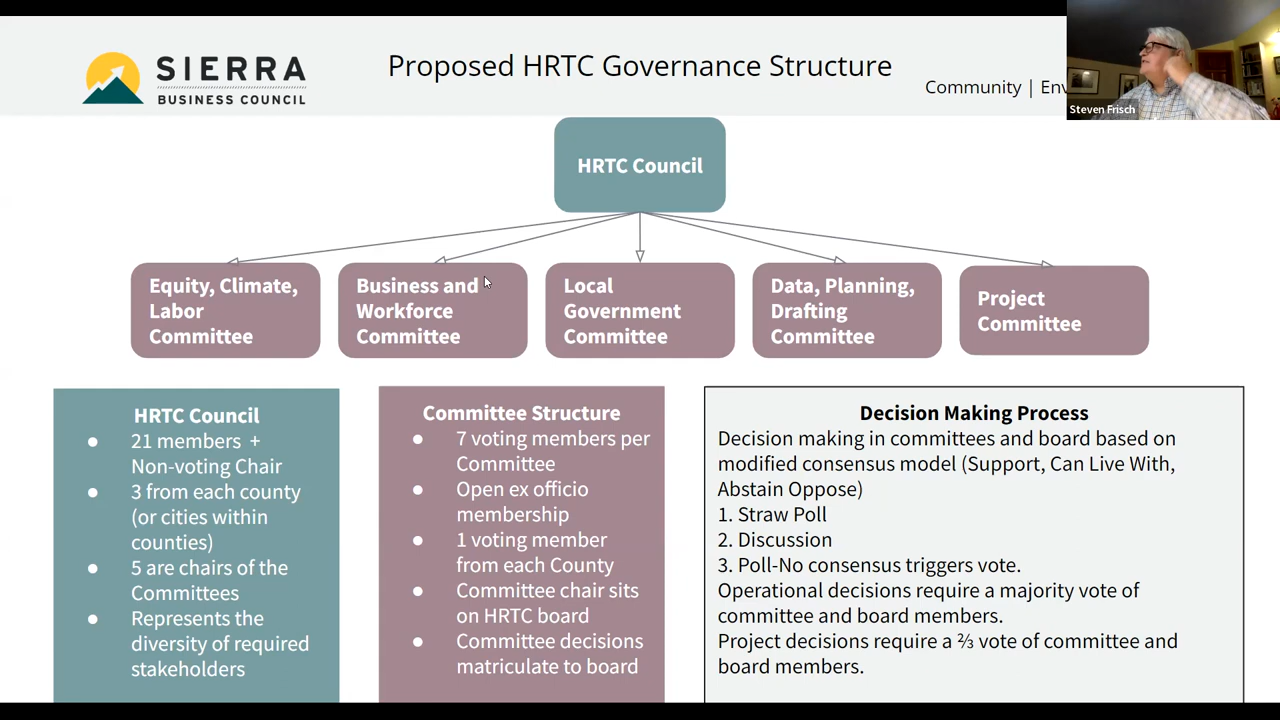 SIERRA
BUSINESS COUNCIL
Proposed HRTC Governance Structure
Community | Env
Steven Frisch
HRTC Council
Equity, Climate,
Labor
Committee
Business and
Workforce
Committee
Local
Government
Committee
Data, Planning,
Drafting
Committee
Project
Committee
HRTC Council
● 21 members +
Non-voting Chair
● 3 from each county
(or cities within
counties)
● 5 are chairs of the
Committees
● Represents the
diversity of required
stakeholders
Committee Structure
● 7 voting members per
Committee
● Open ex officio
membership
● 1 voting member
from each County
● Committee chair sits
on HRTC board
● Committee decisions
matriculate to board
Decision Making Process
Decision making in committees and board based on
modified consensus model (Support, Can Live With,
Abstain Oppose)
1. Straw Poll
2. Discussion
3. Poll-No consensus triggers vote.
Operational decisions require a majority vote of
committee and board members.
Project decisions require a ⅔ vote of committee and
board members.